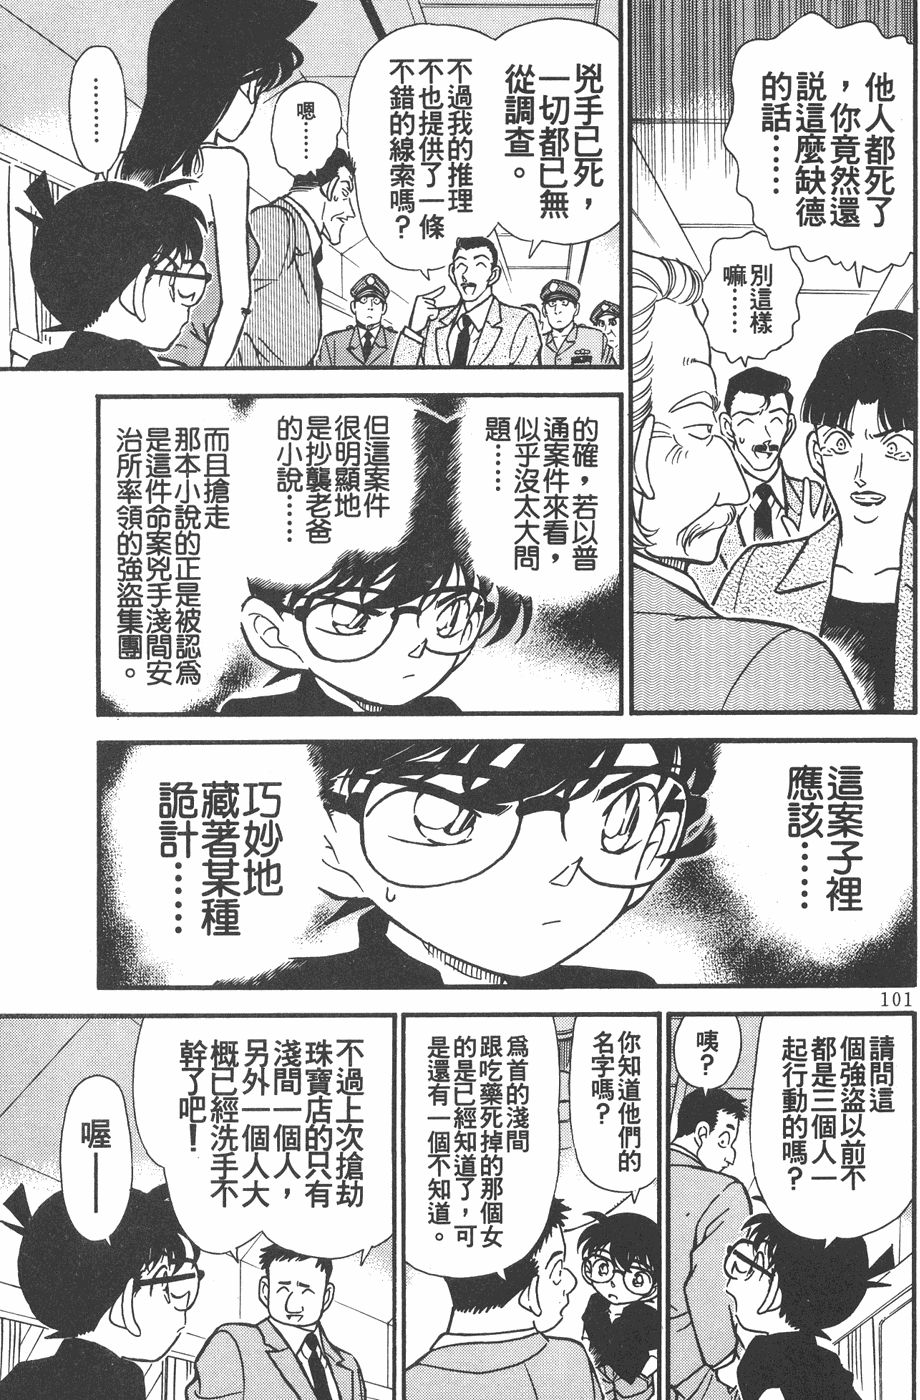 他人都死了
，你竟然還
説這麼缺德
的話……
別這樣
嘛……
兇手已死，
一切都已無
從調查。
不過我的推理
不也提供了一條
不錯的線索嗎？
嗯……
………
的確，若以普
通案件來看，
似乎沒太大問
題……
但這案件
很明顯地
是抄襲老爸
的小說……
而且搶走
那本小說的正是被認為
是這件命案兇手淺間安
治所率領的強盜集團。
這案子裡
應該……
巧妙地
藏著某種
詭計……
101
請問這
個強盜以前不
都是三個人一
起行動的嗎？
咦？
你知道他們的
名字嗎？
為首的淺間
跟吃藥死掉的那個女
的是已經知道了，可
是還有一個不知道。
不過上次搶劫
珠寶店的只有
淺間一個人，
另外一個人大
概已經洗手不
幹了吧！
喔—